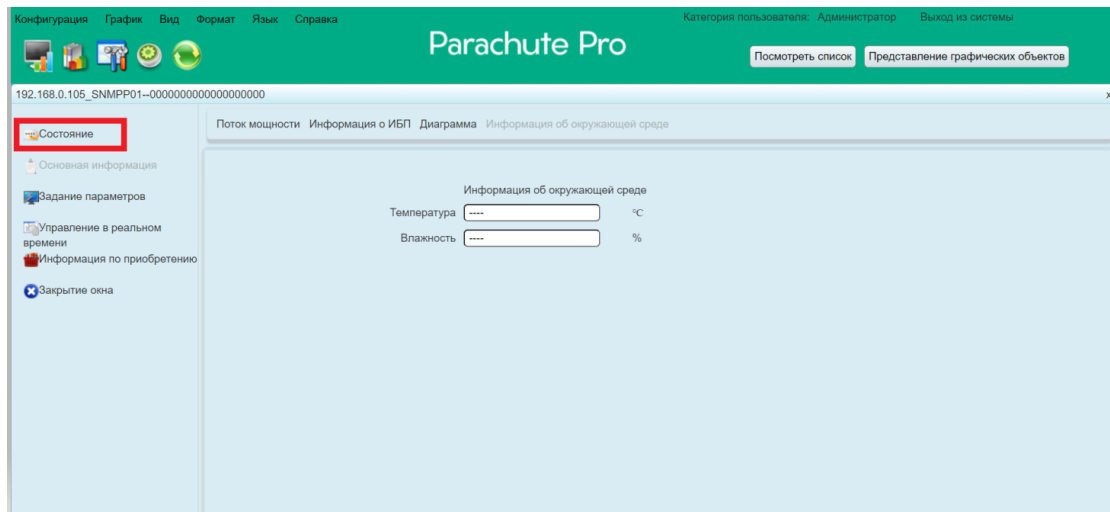 Конфигурация График Вид Формат Язык Справка
Категория пользователя: Администратор Выход из системы
Parachute Pro
Посмотреть список Представление графических объектов
192.168.0.105_SNMPP01--0000000000000000000
x
Состояние
Поток мощности Информация о ИБП Диаграмма Информация об окружающей среде
Основная информация
Задание параметров
Управление в реальном
времени
Информация по приобретению
Закрытие окна
Информация об окружающей среде
Температура ---- °C
Влажность ---- %